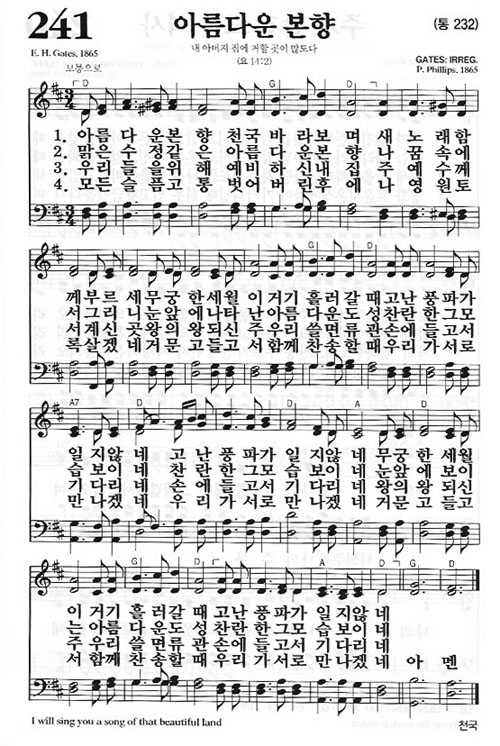 241
아름다운 본향
(통 232)
E. H. Gates, 1865
내 아버지 집에 거할 곳이 많도다
(요 14:2)
GATES: IRREG.
P. Phillips, 1865
보통으로
D G D
1. 아름 다 운본 향 천국 바 라보 며 새 노 래함
2. 맑은 수 정같 은 아름 다 운본 향 나 꿈 속에
3. 우리 들 을위 해 예비 하 신내 집 주 예 수께
4. 모든 슬 픔고 통 벗어 버 린후 에 나 영 원토
G D
께부르 세무궁 한세월 이거기 흘러갈 때고난 풍파가
서그리 니눈앞 에나타 난아름 다운도 성찬란 한그모
서계신 곳왕의 왕되신 주우리 다쓸면 류관손 에들고
록살겠 네거문 고들고 서함께 찬송할 때우리 가서로
A7 D G D A D
일 지않 네 고난 풍 파가 일 지않 네 무궁 한 세월
습 보이 네 찬란 한 그모 습 보이 네 눈앞 에 보이
기 다리 네 손에 들고 기 다리 네 왕의 왕 되신
만 나겠 네 우리 가 서로 만 나겠 네 거문 고 들고
G D A D G D
이 거기 흘 러갈 때고난 풍파가 일 지않 네
는 아름 다 운도 성찬란 한그모 습 보이 네
주 우리 다 쓸면 류관손 에들고 기 다리 네
서 함께 찬 송할 때우리 가서로 만 나겠 네 아 멘
I will sing you a song of that beautiful land
천국